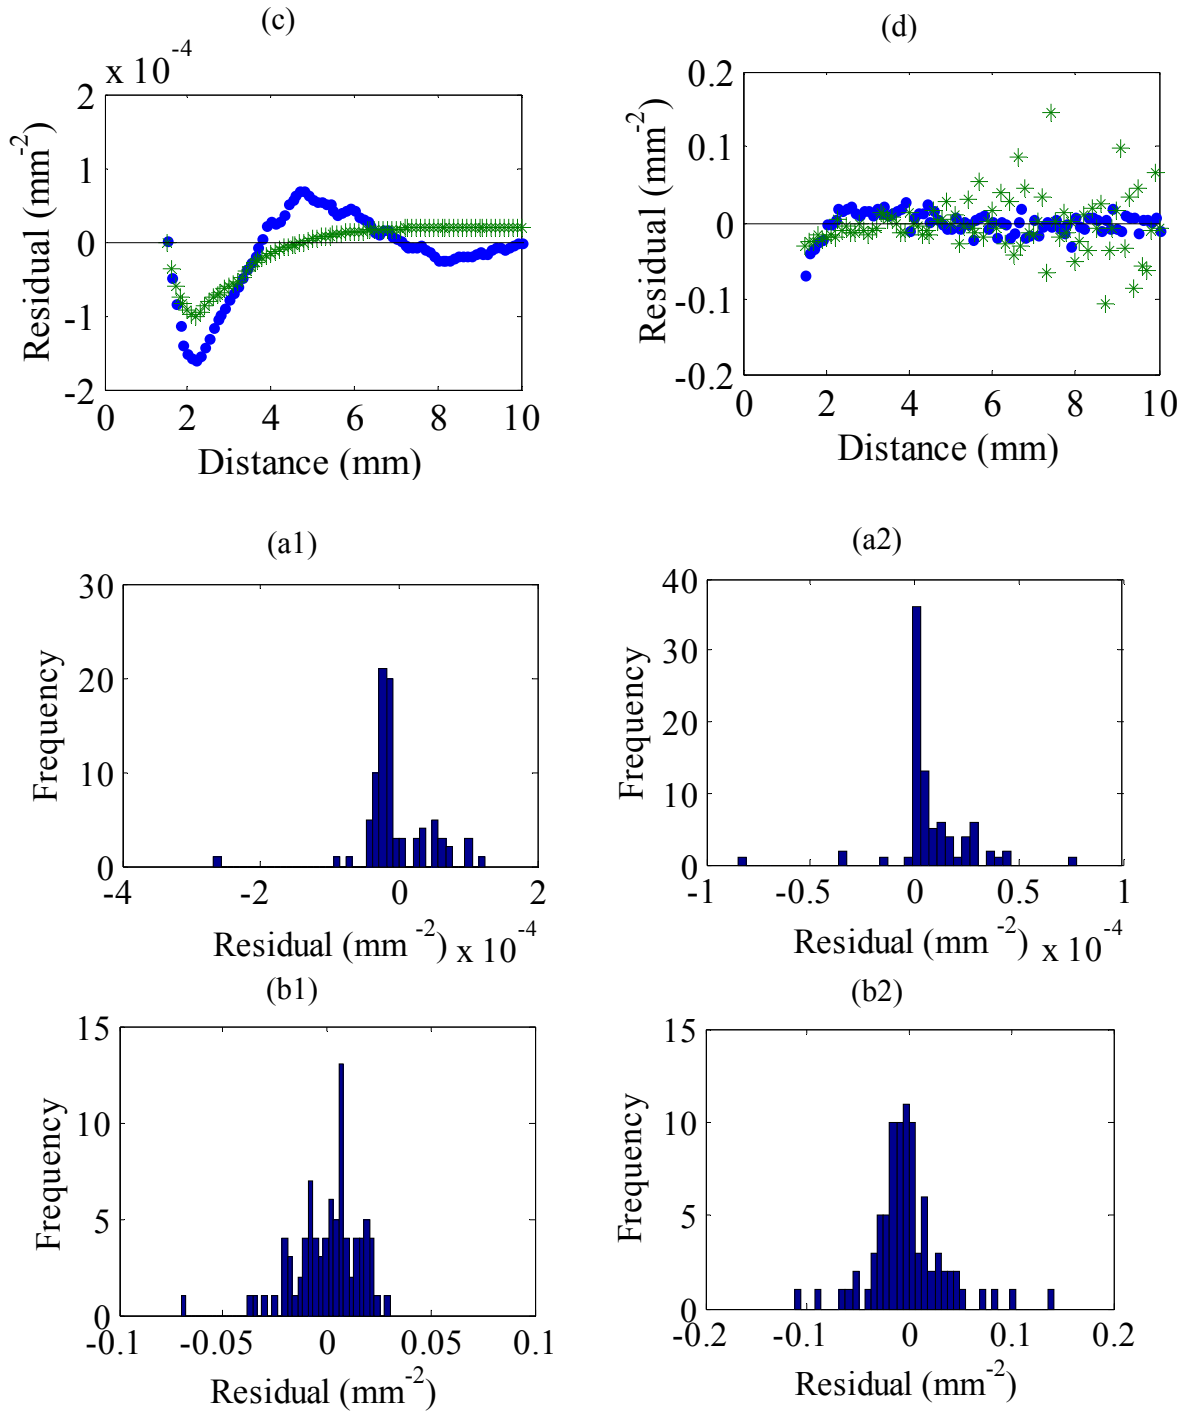 (c)
x 10-4
Residual (mm-2)
2
1
0
-1
-2
0 2 4 6 8 10
Distance (mm)
(d)
Residual (mm-2)
0.2
0.1
0
-0.1
-0.2
0 2 4 6 8 10
Distance (mm)
(a1)
Frequency
30
20
10
0
-4 -2 0 2
Residual (mm-2) x 10-4
(a2)
Frequency
40
30
20
10
0
-1 -0.5 0 0.5 1
Residual (mm-2) x 10-4
(b1)
Frequency
15
10
5
0
-0.1 -0.05 0 0.05 0.1
Residual (mm-2)
(b2)
Frequency
15
10
5
0
-0.2 -0.1 0 0.1 0.2
Residual (mm-2)